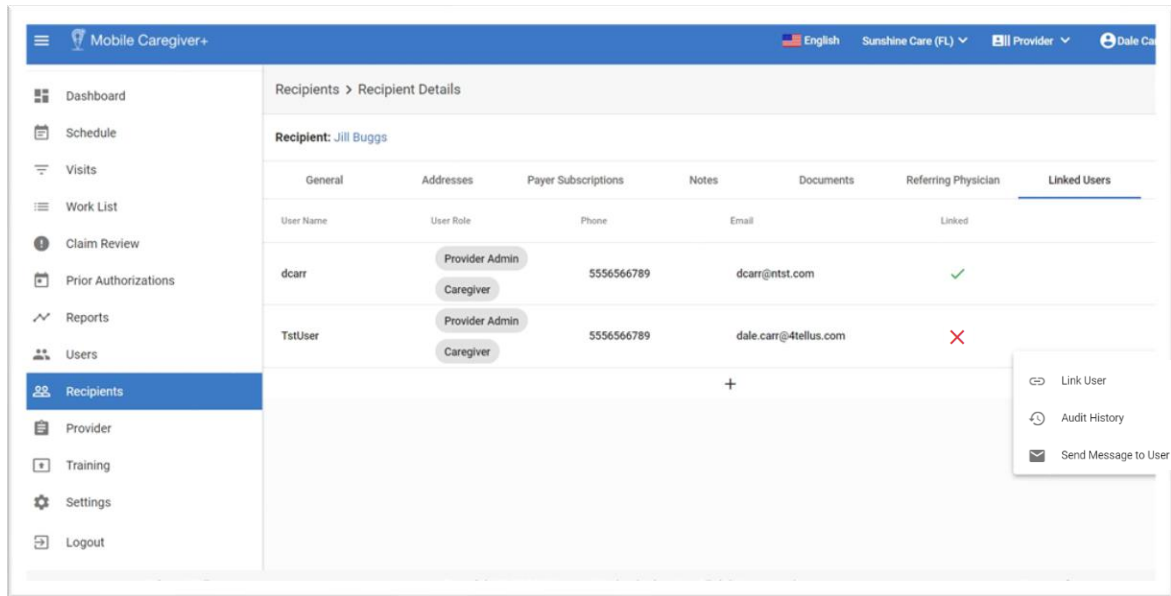 Mobile Caregiver+
English Sunshine Care (FL) Provider Dale Ca
Dashboard
Schedule
Visits
Work List
Claim Review
Prior Authorizations
Reports
Users
Recipients
Provider
Training
Settings
Logout
Recipients > Recipient Details
Recipient: Jill Buggs
General Addresses Payer Subscriptions Notes Documents Referring Physician Linked Users
User Name User Role Phone Email Linked
Provider Admin
dcarr 5556566789 dcarr@ntst.com
Caregiver
Provider Admin
TstUser 5556566789 dale.carr@4tellus.com
Caregiver
+
Link User
Audit History
Send Message to User